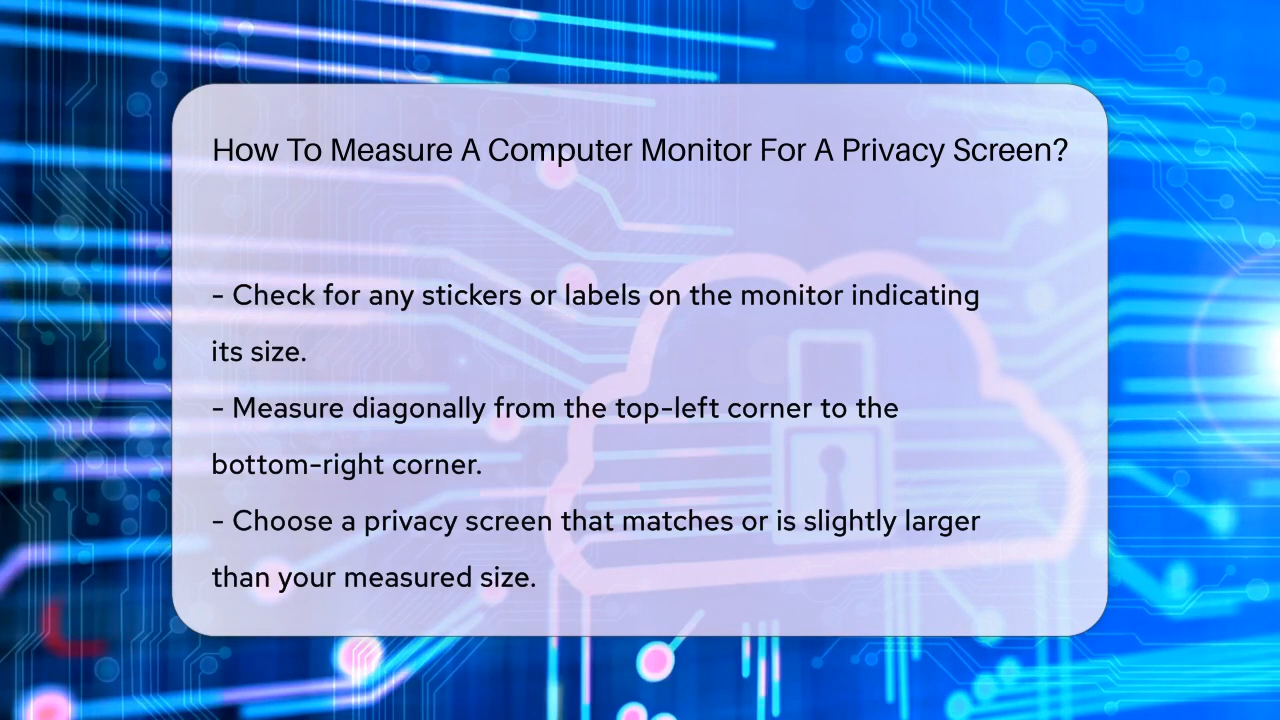 How To Measure A Computer Monitor For A Privacy Screen?
- Check for any stickers or labels on the monitor indicating
its size.
- Measure diagonally from the top-left corner to the
bottom-right corner.
- Choose a privacy screen that matches or is slightly larger
than your measured size.